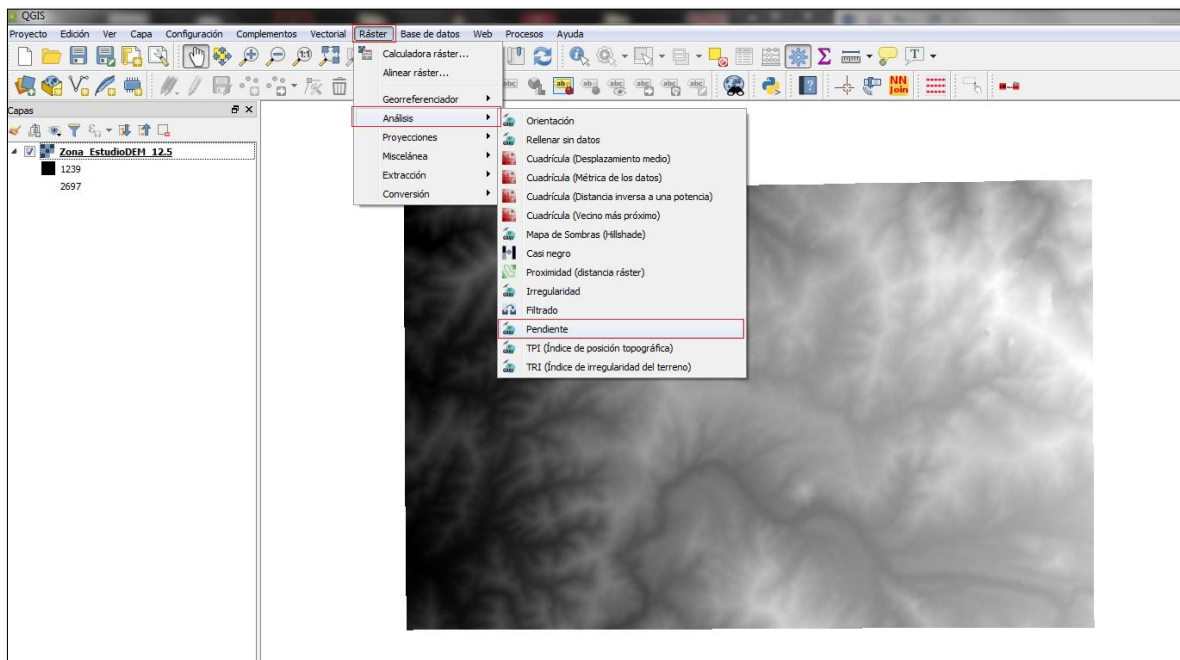 QGIS
Proyecto Edición Ver Capa Configuración Complementos Vectorial Ráster Base de datos Web Procesos Ayuda
Calculadora ráster...
Alinear ráster...
Georreferenciador
Análisis
Proyecciones
Miscelánea
Extracción
Conversión
Orientación
Rellenar sin datos
Cuadrícula (Desplazamiento medio)
Cuadrícula (Métrica de los datos)
Cuadrícula (Distancia inversa a una potencia)
Cuadrícula (Vecino más próximo)
Mapa de Sombras (Hillshade)
Casi negro
Proximidad (distancia ráster)
Irregularidad
Filtrado
Pendiente
TPI (Índice de posición topográfica)
TRI (Índice de irregularidad del terreno)
NN
Join
Capas
Zona_EstudioDEM_12.5
1239
2697